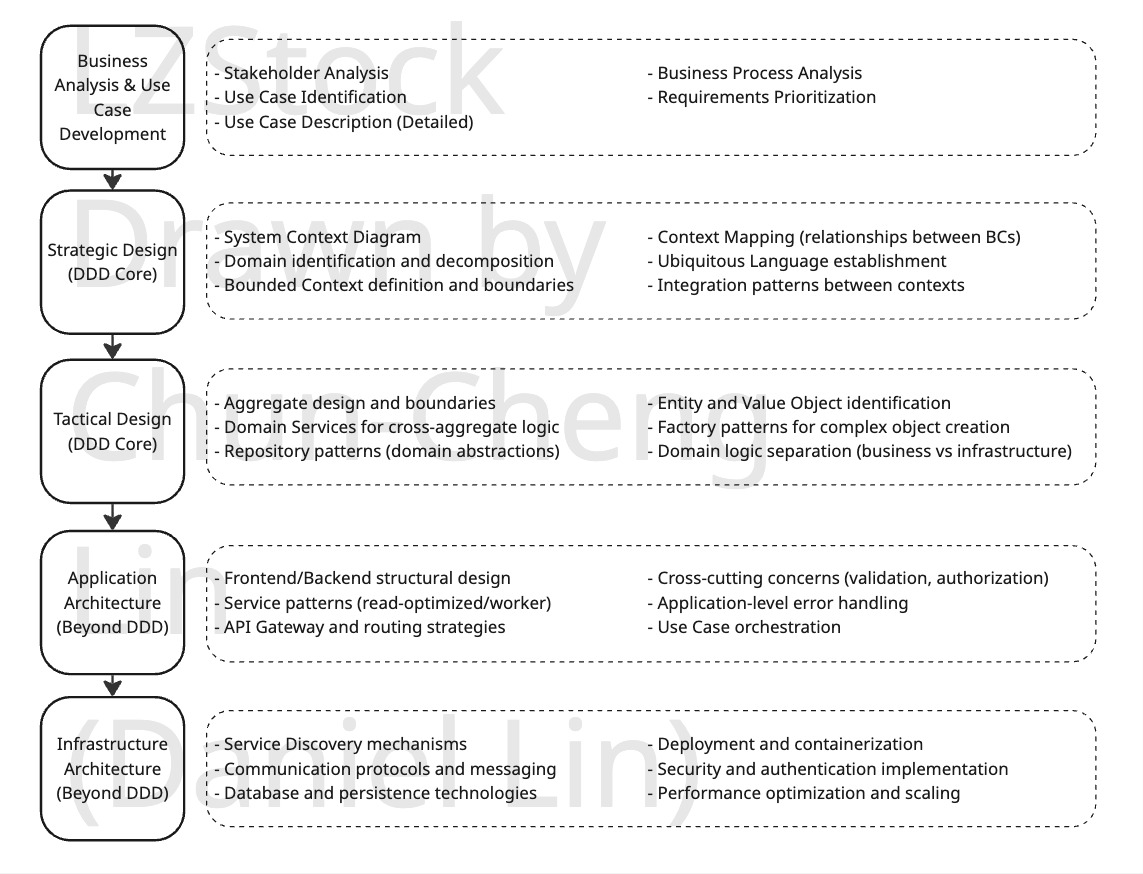 LZStock
Drawn by
Chun-Cheng
Lin
(Daniel Lin)
Business
Analysis & Use
Case
Development
- Stakeholder Analysis
- Use Case Identification
- Use Case Description (Detailed)
- Business Process Analysis
- Requirements Prioritization
Strategic Design
(DDD Core)
- System Context Diagram
- Domain identification and decomposition
- Bounded Context definition and boundaries
- Context Mapping (relationships between BCs)
- Ubiquitous Language establishment
- Integration patterns between contexts
Tactical Design
(DDD Core)
- Aggregate design and boundaries
- Domain Services for cross-aggregate logic
- Repository patterns (domain abstractions)
- Entity and Value Object identification
- Factory patterns for complex object creation
- Domain logic separation (business vs infrastructure)
Application
Architecture
(Beyond DDD)
- Frontend/Backend structural design
- Service patterns (read-optimized/worker)
- API Gateway and routing strategies
- Cross-cutting concerns (validation, authorization)
- Application-level error handling
- Use Case orchestration
Infrastructure
Architecture
(Beyond DDD)
- Service Discovery mechanisms
- Communication protocols and messaging
- Database and persistence technologies
- Deployment and containerization
- Security and authentication implementation
- Performance optimization and scaling